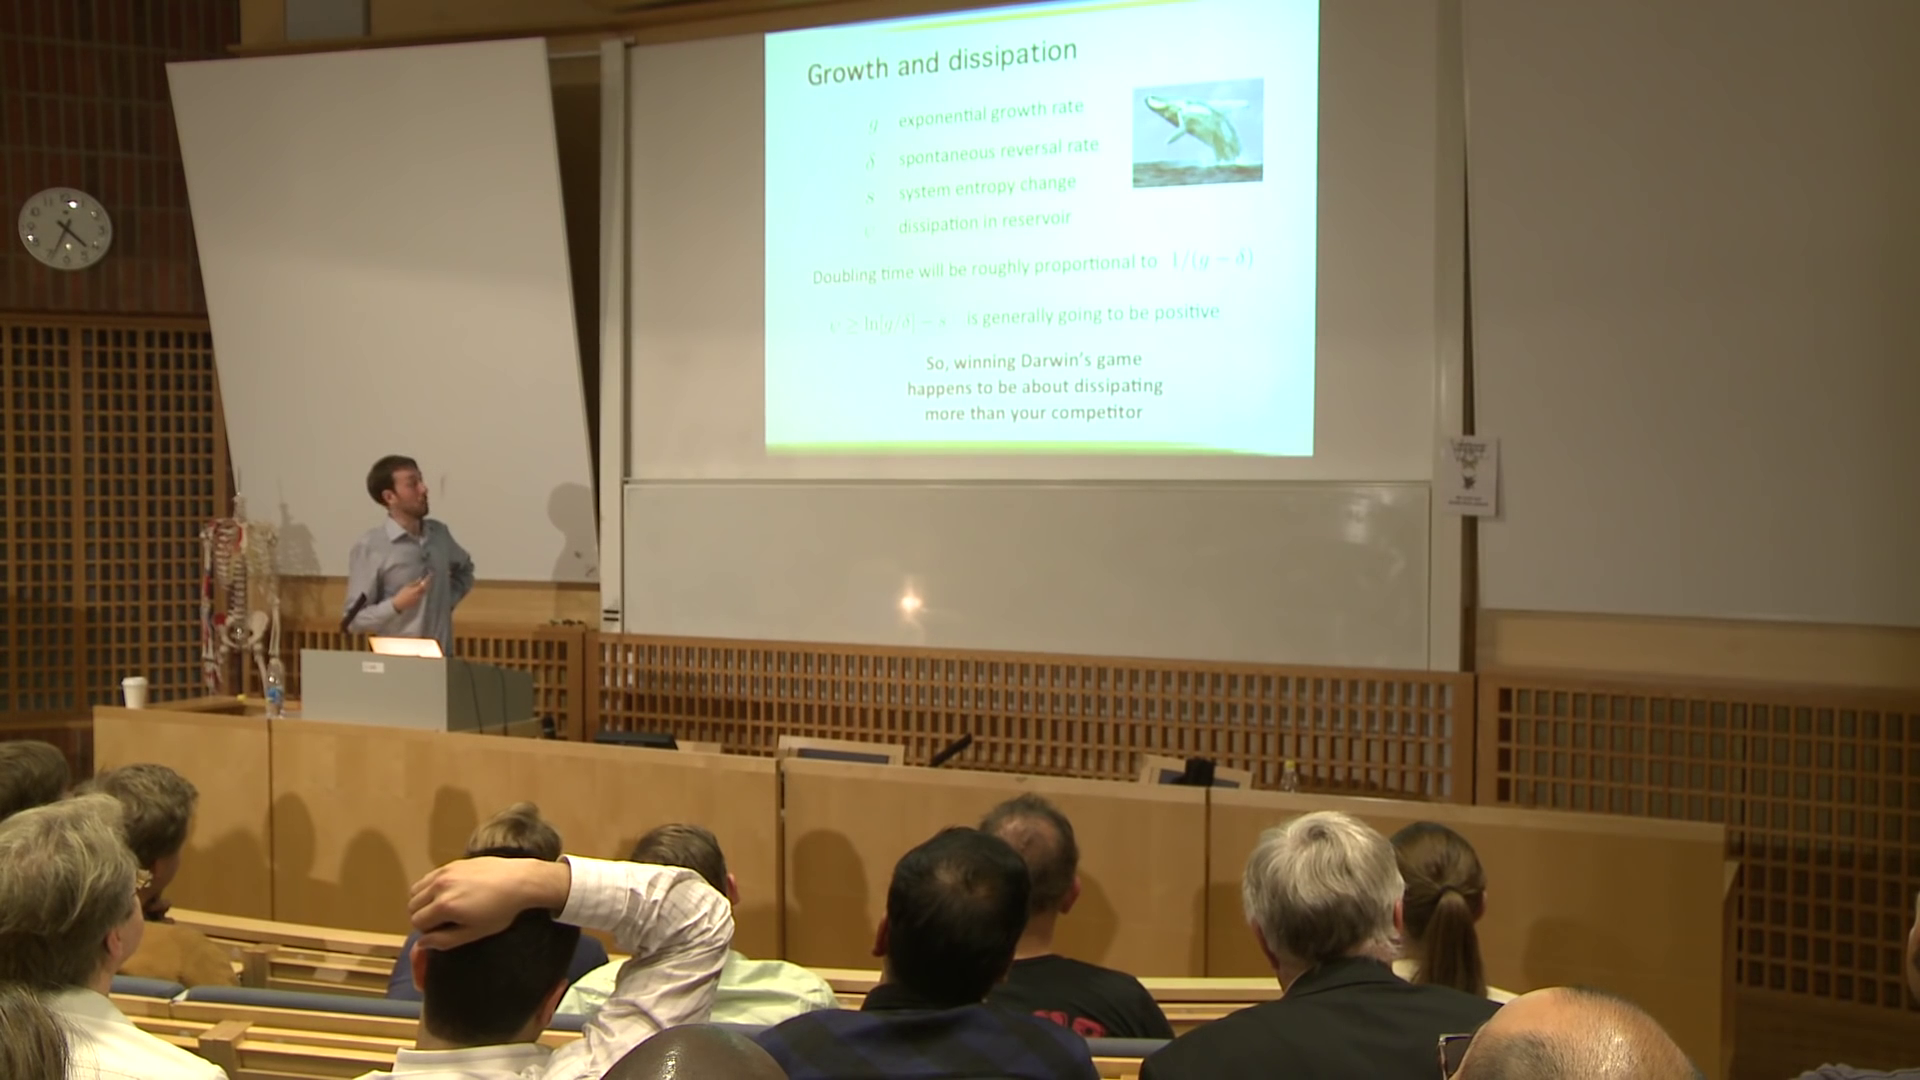 Growth and dissipation
g exponential growth rate
δ spontaneous reversal rate
s system entropy change
dissipation in reservoir
Doubling time will be roughly proportional to 1/(g − δ)
≥ ln[g/δ] − s is generally going to be positive
So, winning Darwin's game
happens to be about dissipating
more than your competitor